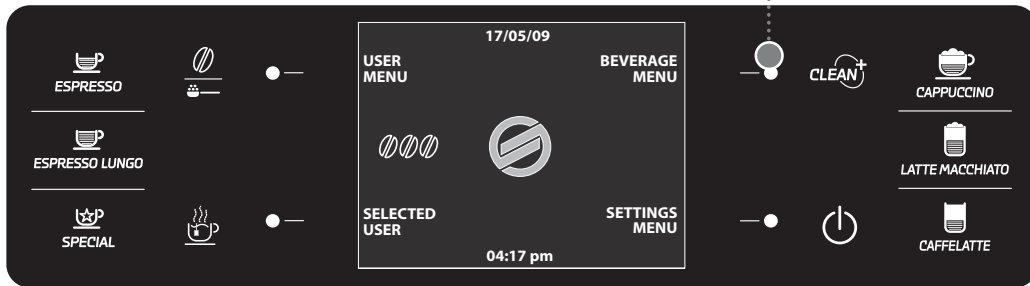 17/05/09
USER
MENU
BEVERAGE
MENU
SELECTED
USER
SETTINGS
MENU
04:17 pm
ESPRESSO
ESPRESSO LUNGO
SPECIAL
CLEAN+
CAPPUCCINO
LATTE MACCHIATO
CAFFELATTE